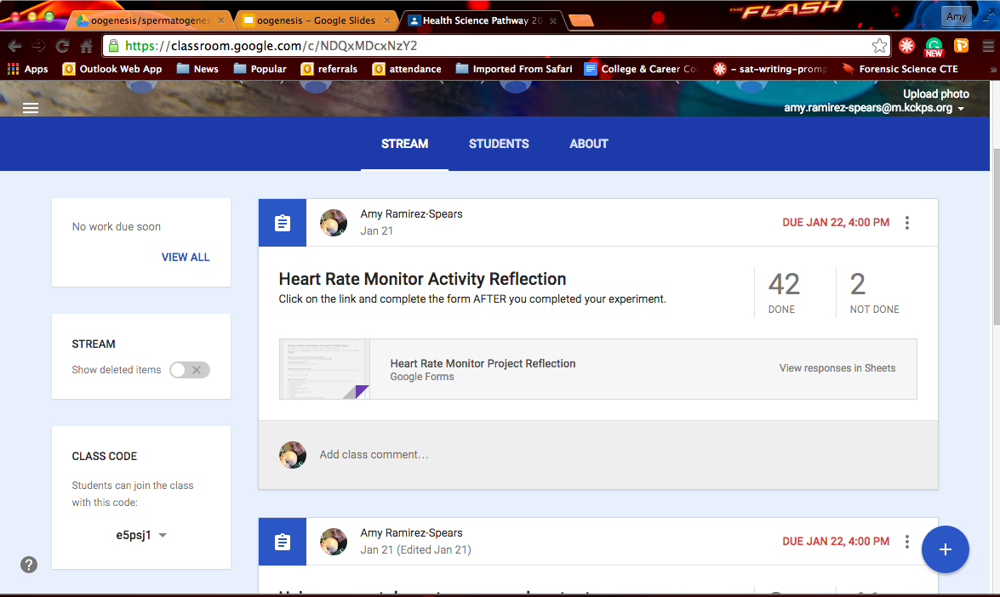 THE FLASH
oogenesis/spermatogenes
oogenesis – Google Slides
Health Science Pathway 20
Amy
https://classroom.google.com/c/NDQxMDcxNzY2
Apps
Outlook Web App
News
Popular
referrals
attendance
Imported From Safari
College & Career Co
- sat-writing-promp
Forensic Science CTE
»
NEW
Upload photo
amy.ramirez-spears@m.kckps.org
STREAM
STUDENTS
ABOUT
No work due soon
VIEW ALL
STREAM
Show deleted items
CLASS CODE
Students can join the class
with this code:
e5psj1
?
Amy Ramirez-Spears
Jan 21
DUE JAN 22, 4:00 PM
Heart Rate Monitor Activity Reflection
Click on the link and complete the form AFTER you completed your experiment.
42
DONE
2
NOT DONE
Heart Rate Monitor Project Reflection
Google Forms
View responses in Sheets
Add class comment…
Amy Ramirez-Spears
Jan 21 (Edited Jan 21)
DUE JAN 22, 4:00 PM
+